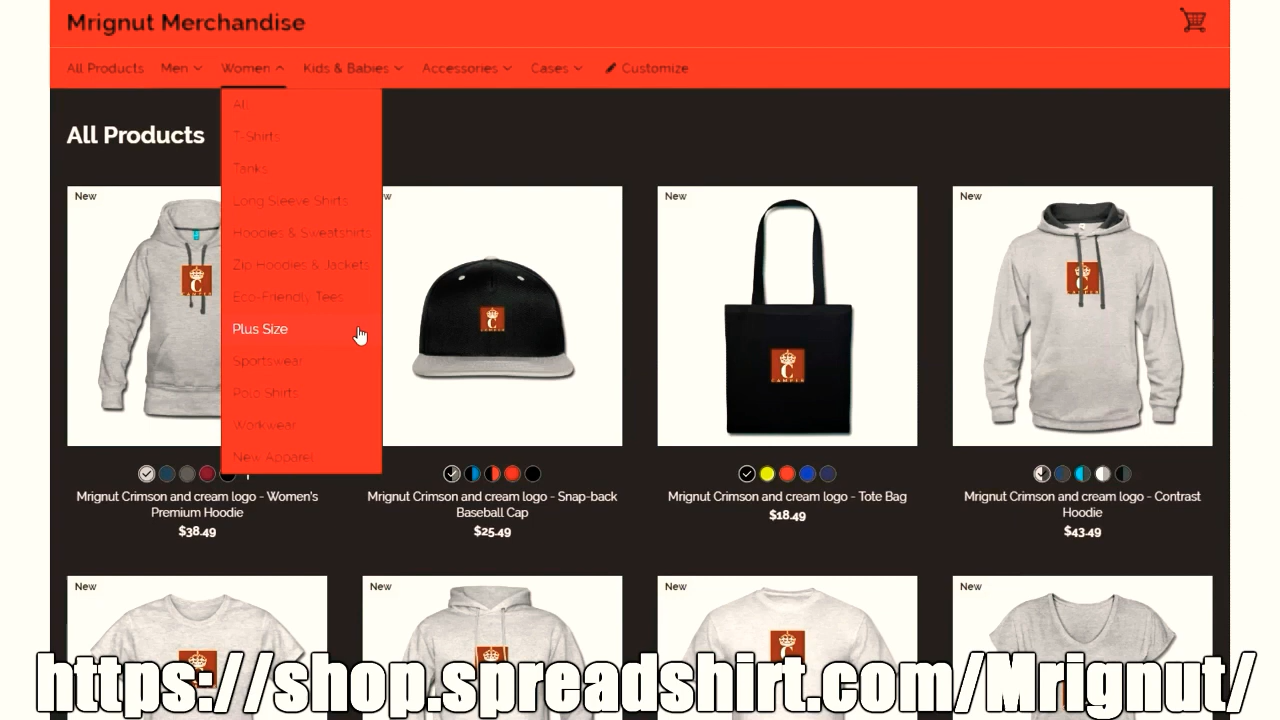 Mrignut Merchandise
All Products Men Women Kids & Babies Accessories Cases Customize
All
T-Shirts
Tanks
Long Sleeve Shirts
Hoodies & Sweatshirts
Zip Hoodies & Jackets
Eco-Friendly Tees
Plus Size
Sportswear
Polo Shirts
Workwear
New Apparel
All Products
New
New
New
C
CAMPER
C
C
CAMPER
C
Mrignut Crimson and cream logo - Women's
Premium Hoodie
$38.49
Mrignut Crimson and cream logo - Snap-back
Baseball Cap
$25.49
Mrignut Crimson and cream logo - Tote Bag
$18.49
Mrignut Crimson and cream logo - Contrast
Hoodie
$43.49
New
New
New
New
https://shop.spreadshirt.com/Mrignut/